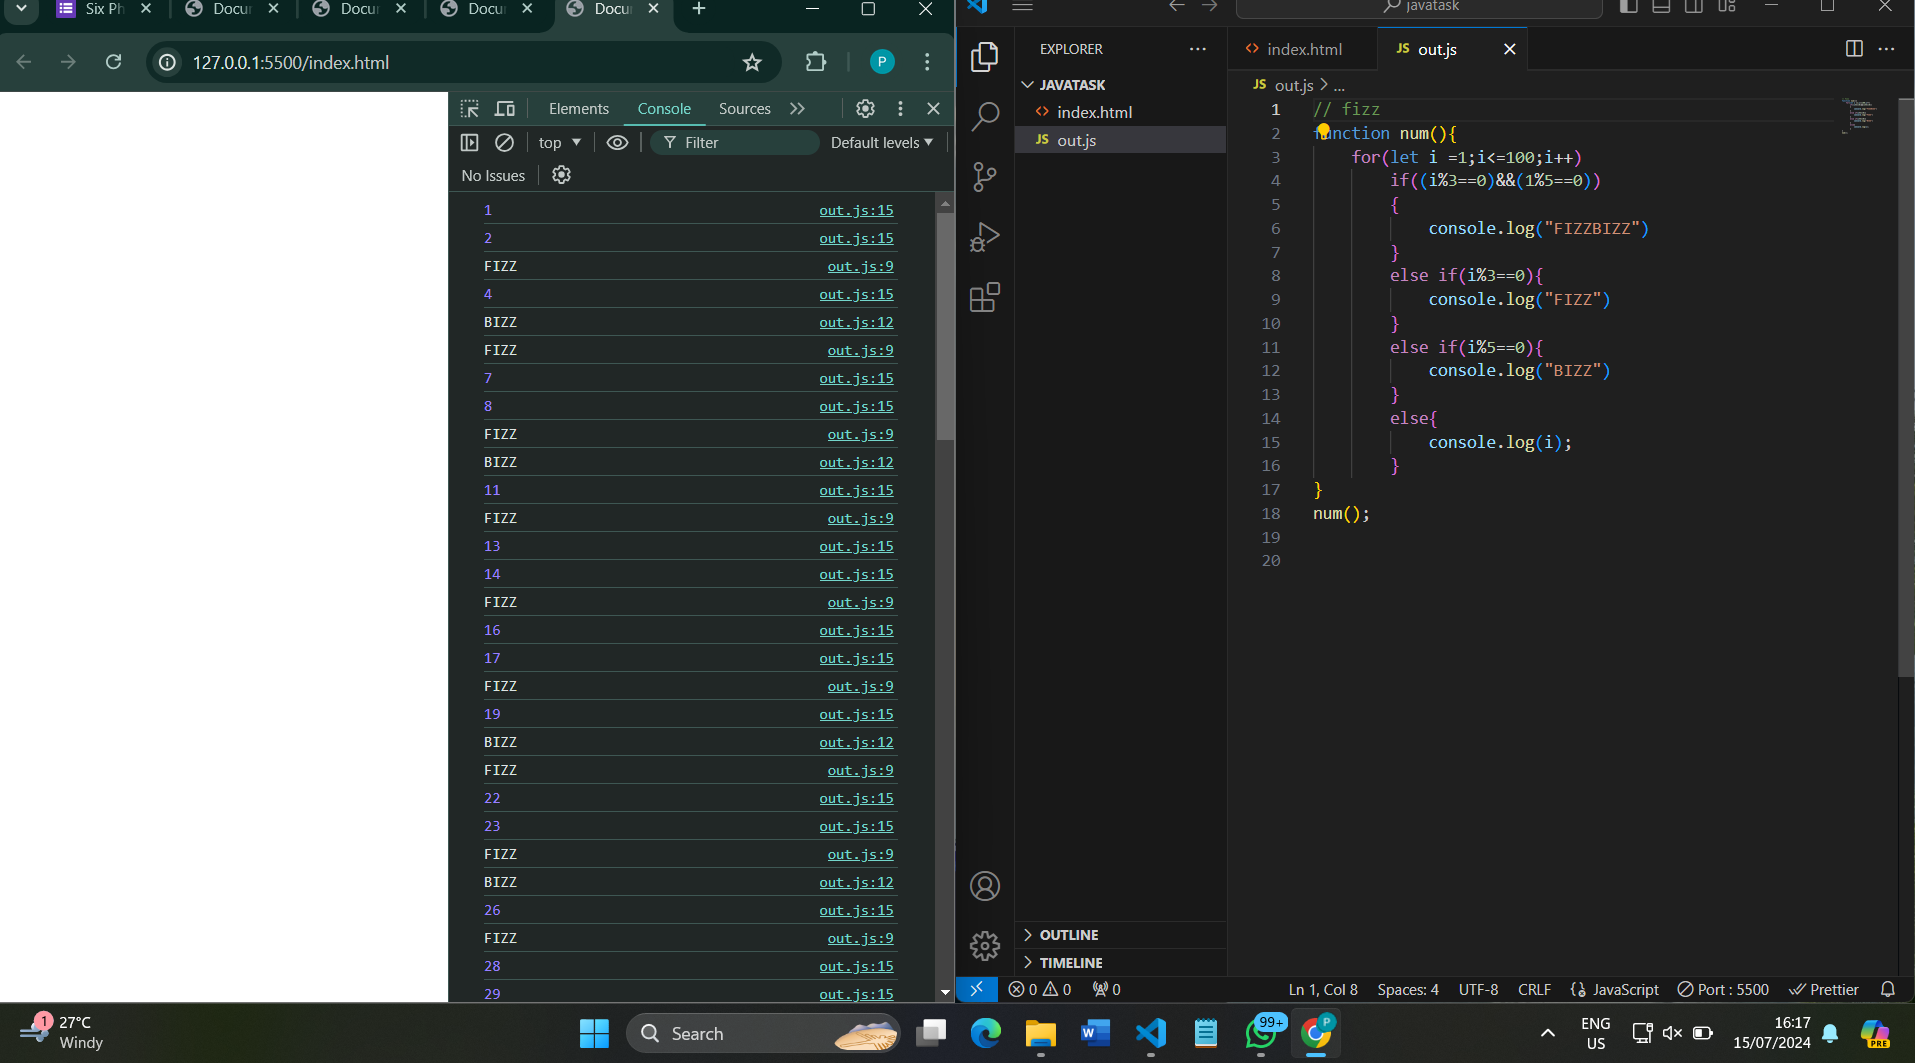 Six Ph
Docu
Docu
Docu
Docu
127.0.0.1:5500/index.html
P
Elements Console Sources
top Filter Default levels
No Issues
1 out.js:15
2 out.js:15
FIZZ out.js:9
4 out.js:15
BIZZ out.js:12
FIZZ out.js:9
7 out.js:15
8 out.js:15
FIZZ out.js:9
BIZZ out.js:12
11 out.js:15
FIZZ out.js:9
13 out.js:15
14 out.js:15
FIZZ out.js:9
16 out.js:15
17 out.js:15
FIZZ out.js:9
19 out.js:15
BIZZ out.js:12
FIZZ out.js:9
22 out.js:15
23 out.js:15
FIZZ out.js:9
BIZZ out.js:12
26 out.js:15
FIZZ out.js:9
28 out.js:15
29 out.js:15
javatask
EXPLORER
JAVATASK
index.html
JS out.js
OUTLINE
TIMELINE
index.html JS out.js
JS out.js > ...
1 // fizz
2 function num(){
3 for(let i =1;i<=100;i++)
4 if((i%3==0)&&(1%5==0))
5 {
6 console.log("FIZZBIZZ")
7 }
8 else if(i%3==0){
9 console.log("FIZZ")
10 }
11 else if(i%5==0){
12 console.log("BIZZ")
13 }
14 else{
15 console.log(i);
16 }
17 }
18 num();
19
20
0 0 0 Ln 1, Col 8 Spaces: 4 UTF-8 CRLF {} JavaScript Port : 5500 Prettier
1
27°C
Windy
Search
99+
P
ENG
US
16:17
15/07/2024
PRE